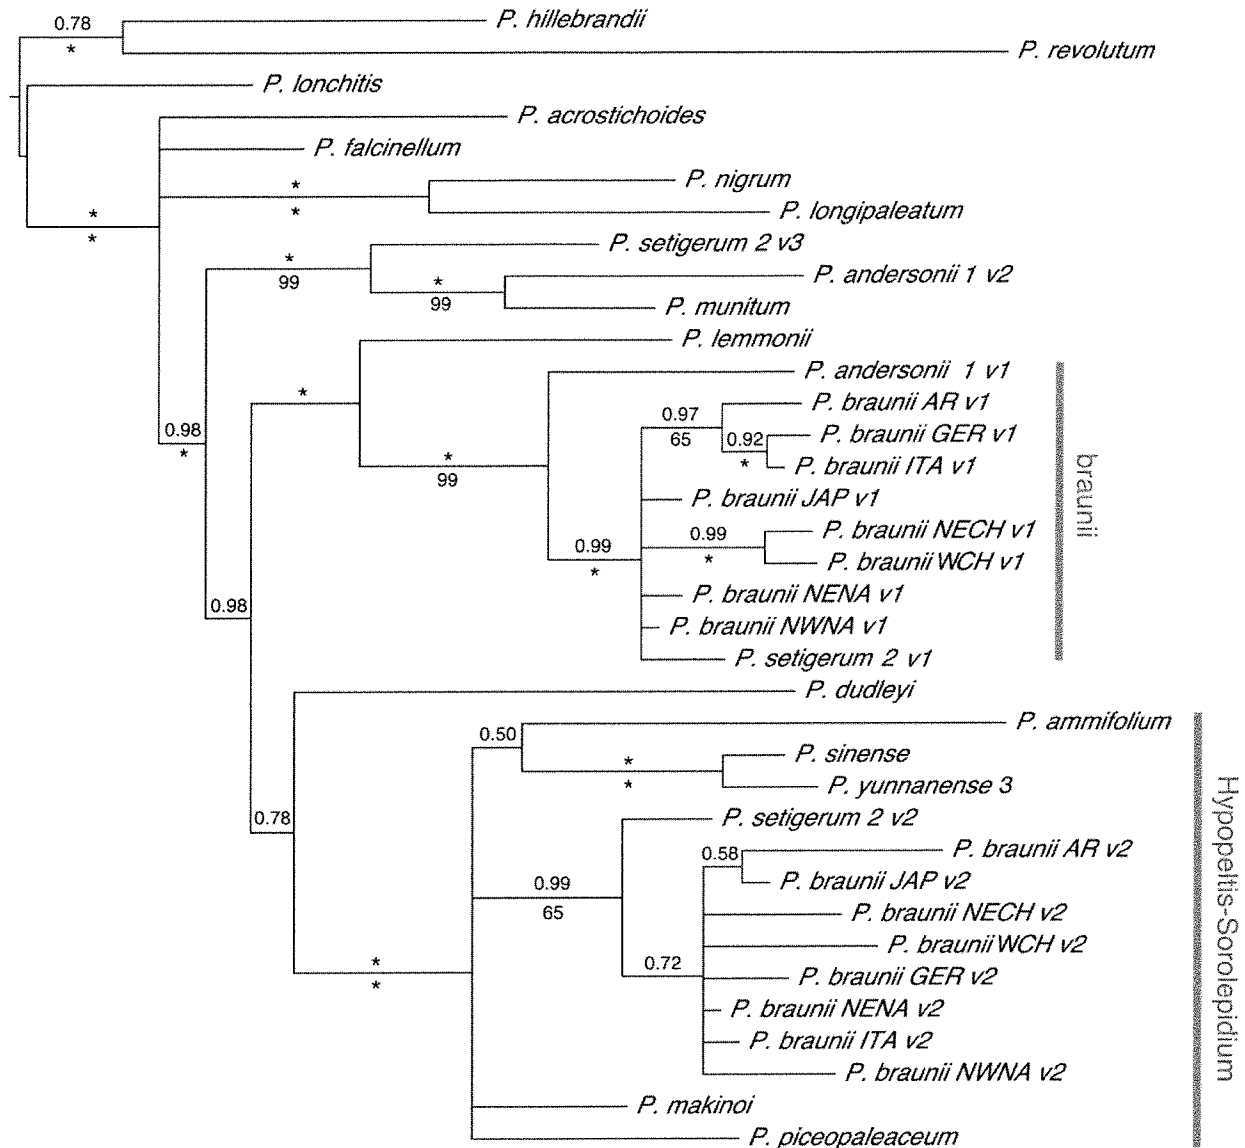 0.78
*
P. hillebrandii
P. revolutum
P. lonchitis
P. acrostichoides
P. falcinellum
*
*
P. nigrum
P. longipaleatum
*
*
P. setigerum 2 v3
*
99
P. andersonii 1 v2
*
99
P. munitum
P. lemmonii
P. andersonii 1 v1
*
P. braunii AR v1
0.97
65
P. braunii GER v1
0.98
*
0.92
*
P. braunii ITA v1
*
99
P. braunii JAP v1
P. braunii NECH v1
0.99
*
0.99
*
P. braunii WCH v1
P. braunii NENA v1
0.98
P. braunii NWNA v1
P. setigerum 2 v1
braunii
P. dudleyi
P. ammifolium
0.50
P. sinense
*
*
P. yunnanense 3
P. setigerum 2 v2
0.78
P. braunii AR v2
0.58
P. braunii JAP v2
0.99
65
P. braunii NECH v2
P. braunii WCH v2
*
*
0.72
P. braunii GER v2
P. braunii NENA v2
P. braunii ITA v2
P. braunii NWNA v2
P. makinoi
P. piceopaleaceum
Hypopeltis-Sorolepidium